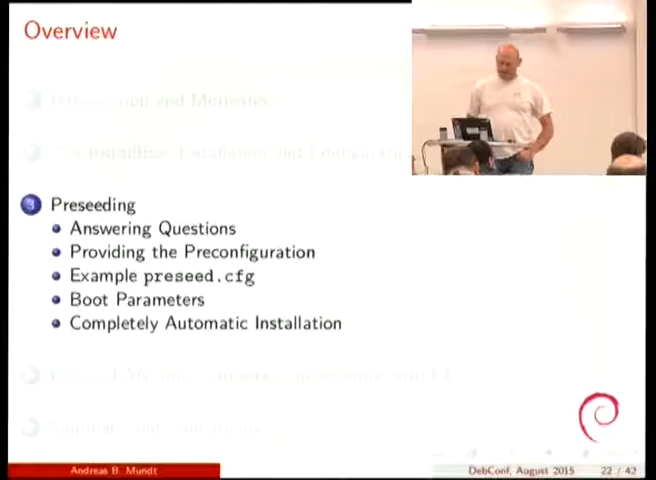 Overview
3 Preseeding
Answering Questions
Providing the Preconfiguration
Example preseed.cfg
Boot Parameters
Completely Automatic Installation
Andreas B. Mundt
DebConf, August 2015 22 / 42